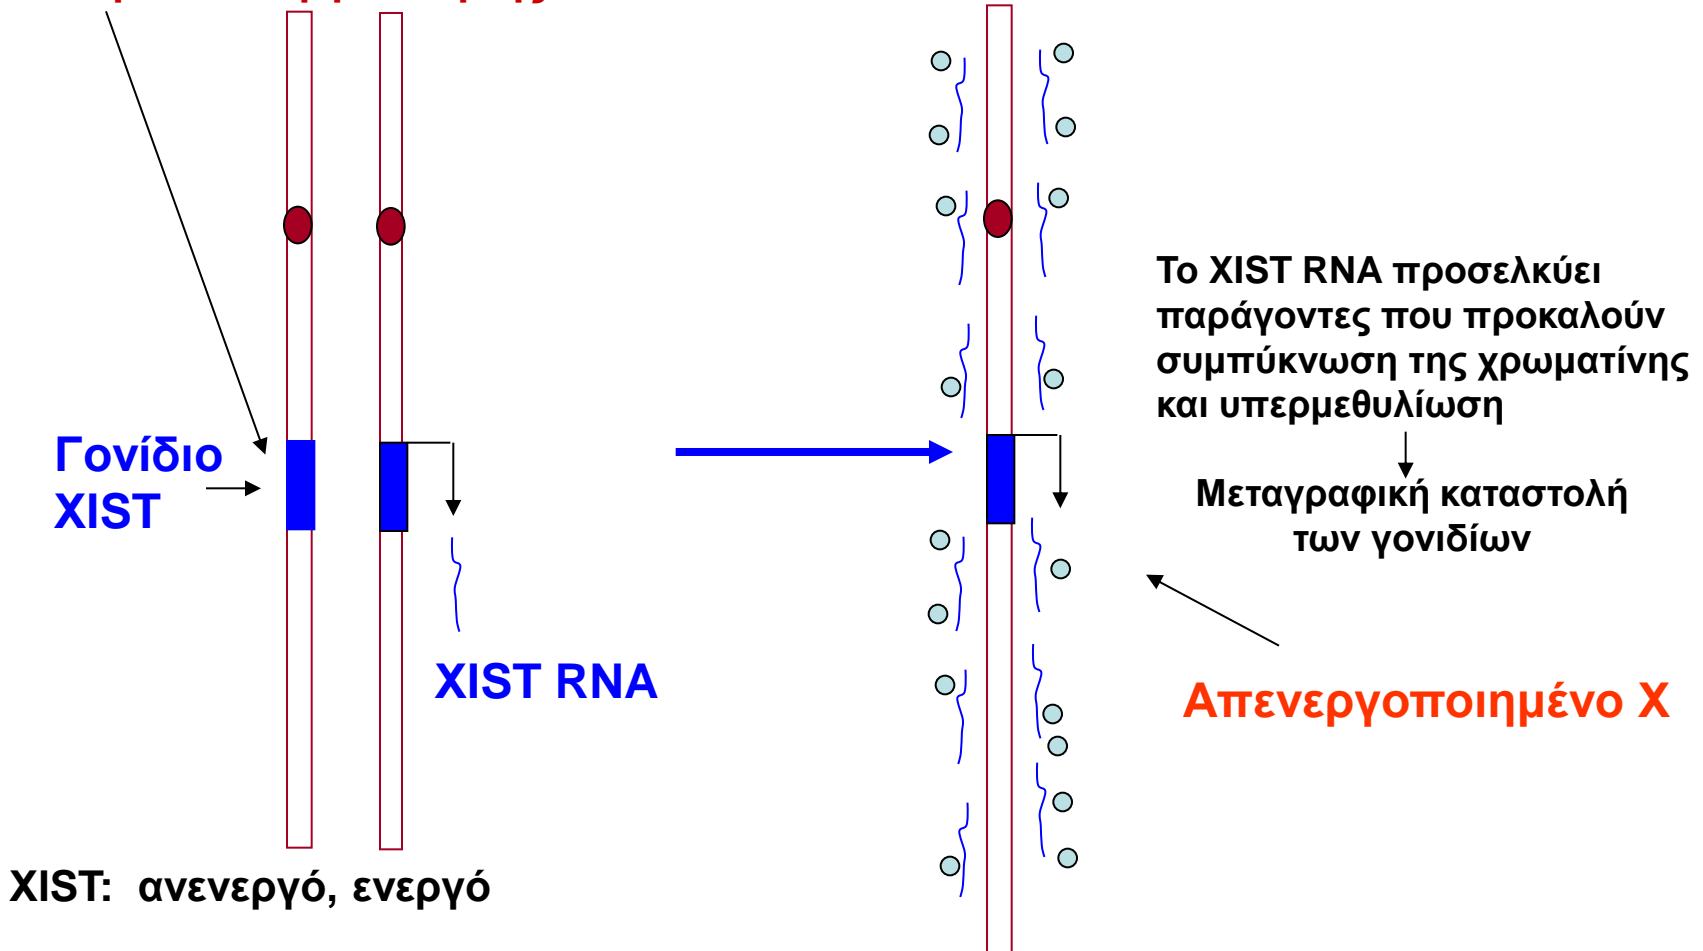 Γονίδιο
XIST
XIST RNA
XIST: ανενεργό, ενεργό
Το XIST RNA προσελκύει
παράγοντες που προκαλούν
συμπύκνωση της χρωματίνης
και υπερμεθυλίωση
Μεταγραφική καταστολή
των γονιδίων
Απενεργοποιημένο Χ